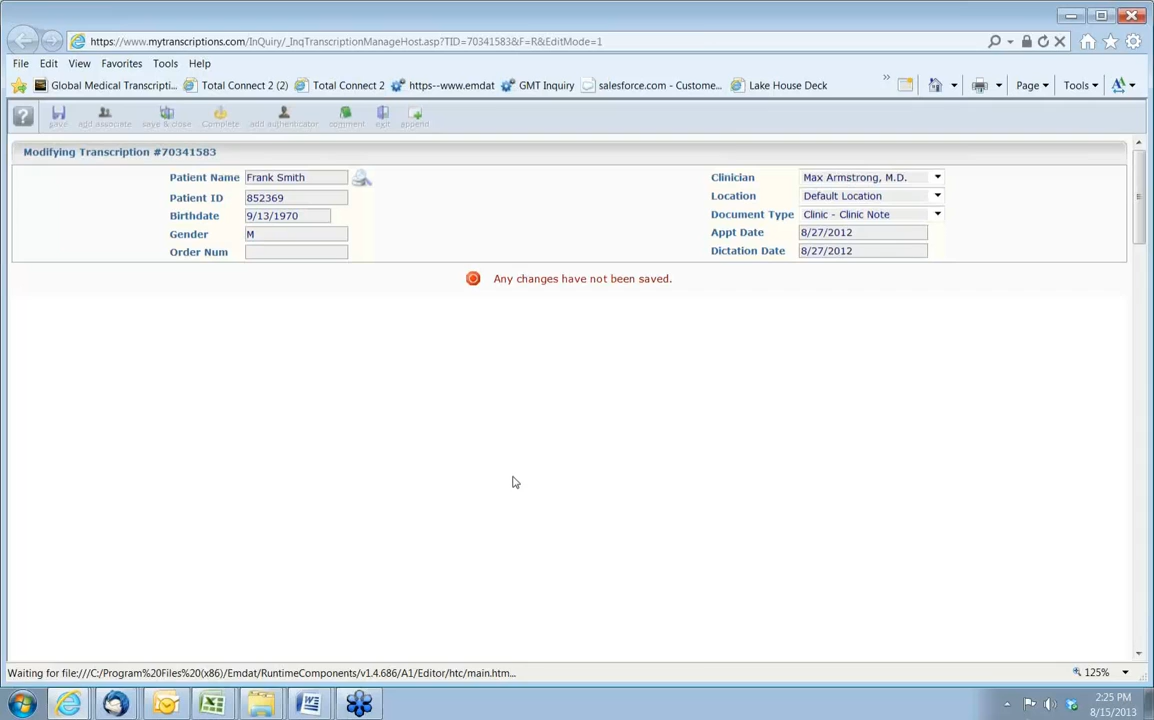 https://www.mytranscriptions.com/InQuiry/_InqTranscriptionManageHost.asp?TID=70341583&F=R&EditMode=1
File Edit View Favorites Tools Help
Global Medical Transcripti... Total Connect 2 (2) Total Connect 2 https--www.emdat GMT Inquiry salesforce.com - Custome... Lake House Deck » Page Tools
? save add associate save & close Complete add authenticator comment exit append
Modifying Transcription #70341583
Patient Name Frank Smith Clinician Max Armstrong, M.D.
Patient ID 852369 Location Default Location
Birthdate 9/13/1970 Document Type Clinic - Clinic Note
Gender M Appt Date 8/27/2012
Order Num Dictation Date 8/27/2012
Any changes have not been saved.
Waiting for file:///C:/Program%20Files%20(x86)/Emdat/RuntimeComponents/v1.4.686/A1/Editor/htc/main.htm... 125%
2:25 PM
8/15/2013